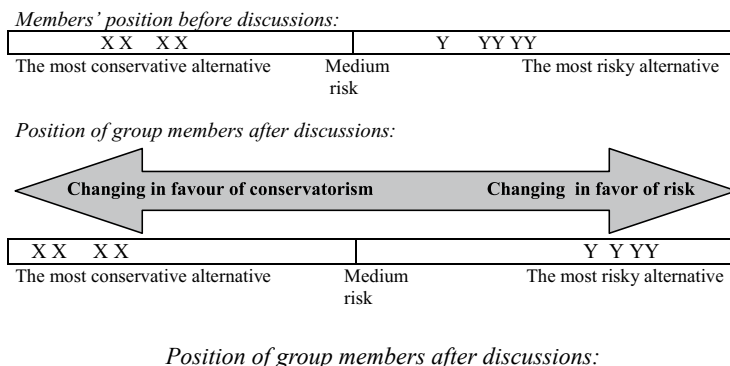 Members’ position before discussions:
X X X X Y YY YY
The most conservative alternative Medium The most risky alternative
risk
Position of group members after discussions:
Changing in favour of conservatorism Changing in favor of risk
X X X X Y Y YY
The most conservative alternative Medium The most risky alternative
risk
Position of group members after discussions: